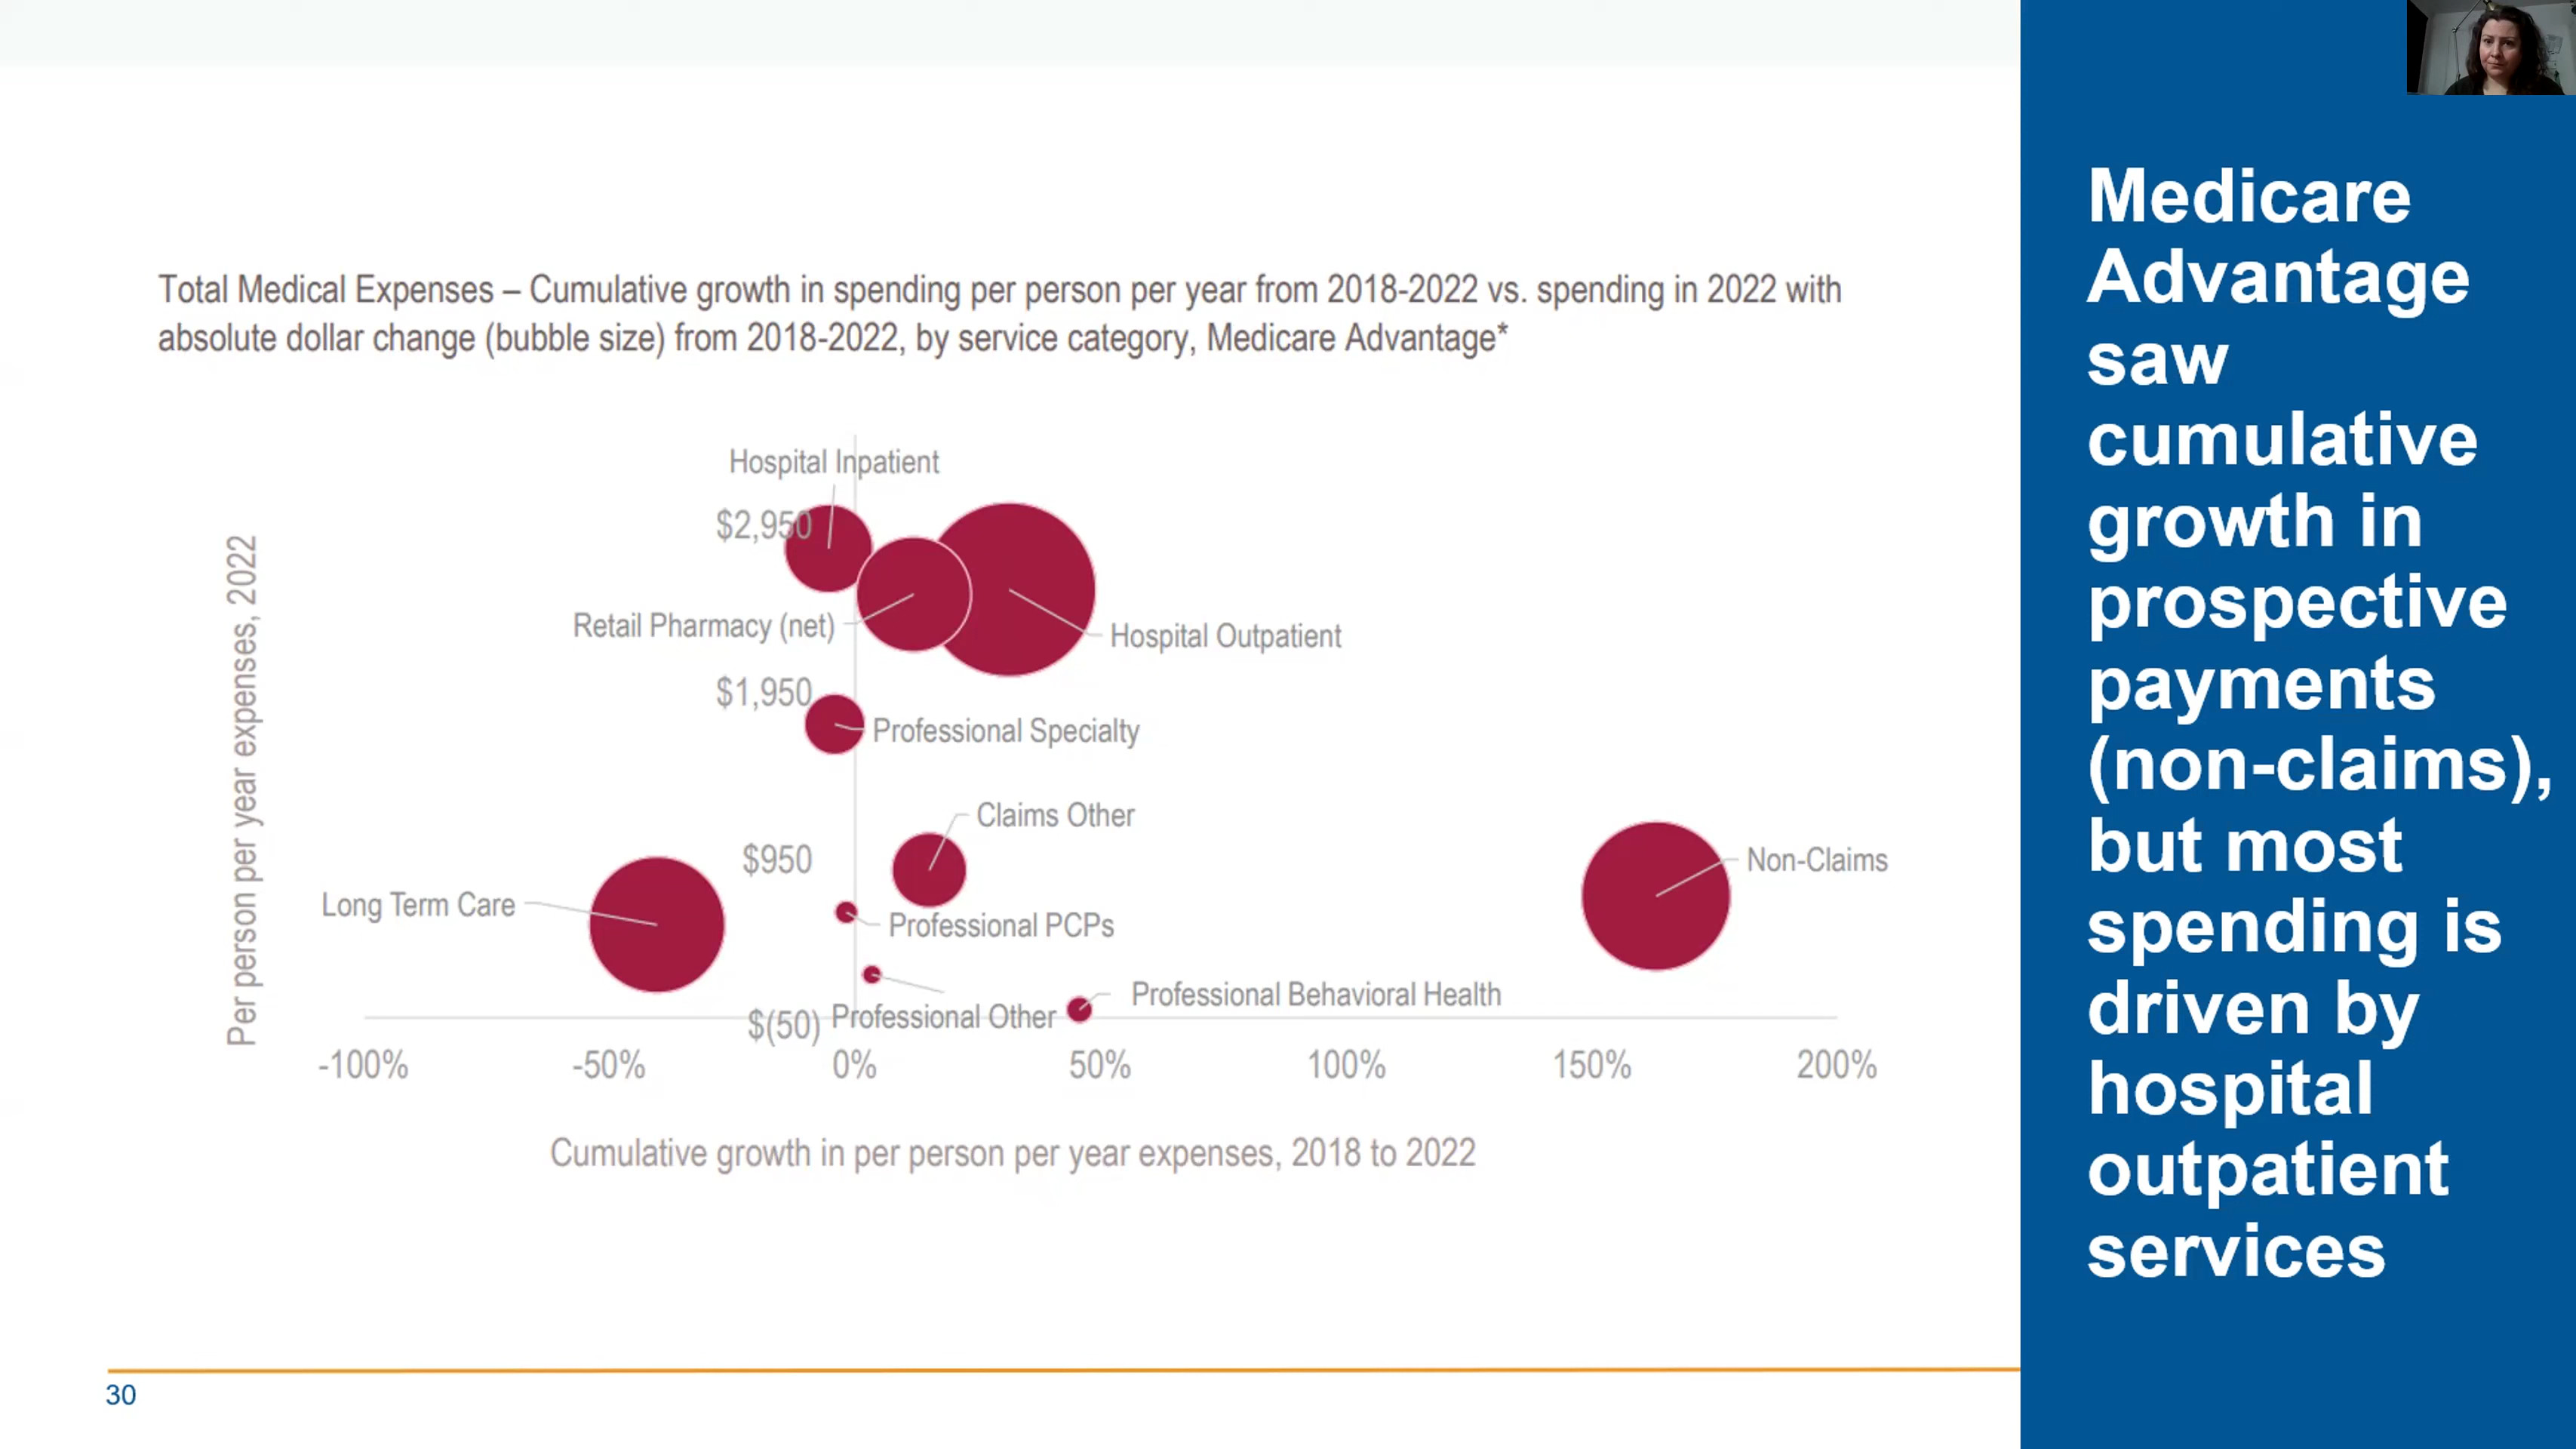 Total Medical Expenses – Cumulative growth in spending per person per year from 2018-2022 vs. spending in 2022 with
absolute dollar change (bubble size) from 2018-2022, by service category, Medicare Advantage*
Per person per year expenses, 2022
Hospital Inpatient
$2,950
Retail Pharmacy (net)
Hospital Outpatient
$1,950
Professional Specialty
Claims Other
$950
Non-Claims
Long Term Care
Professional PCPs
Professional Behavioral Health
$(50)
Professional Other
-100%
-50%
0%
50%
100%
150%
200%
Cumulative growth in per person per year expenses, 2018 to 2022
30
Medicare
Advantage
saw
cumulative
growth in
prospective
payments
(non-claims),
but most
spending is
driven by
hospital
outpatient
services